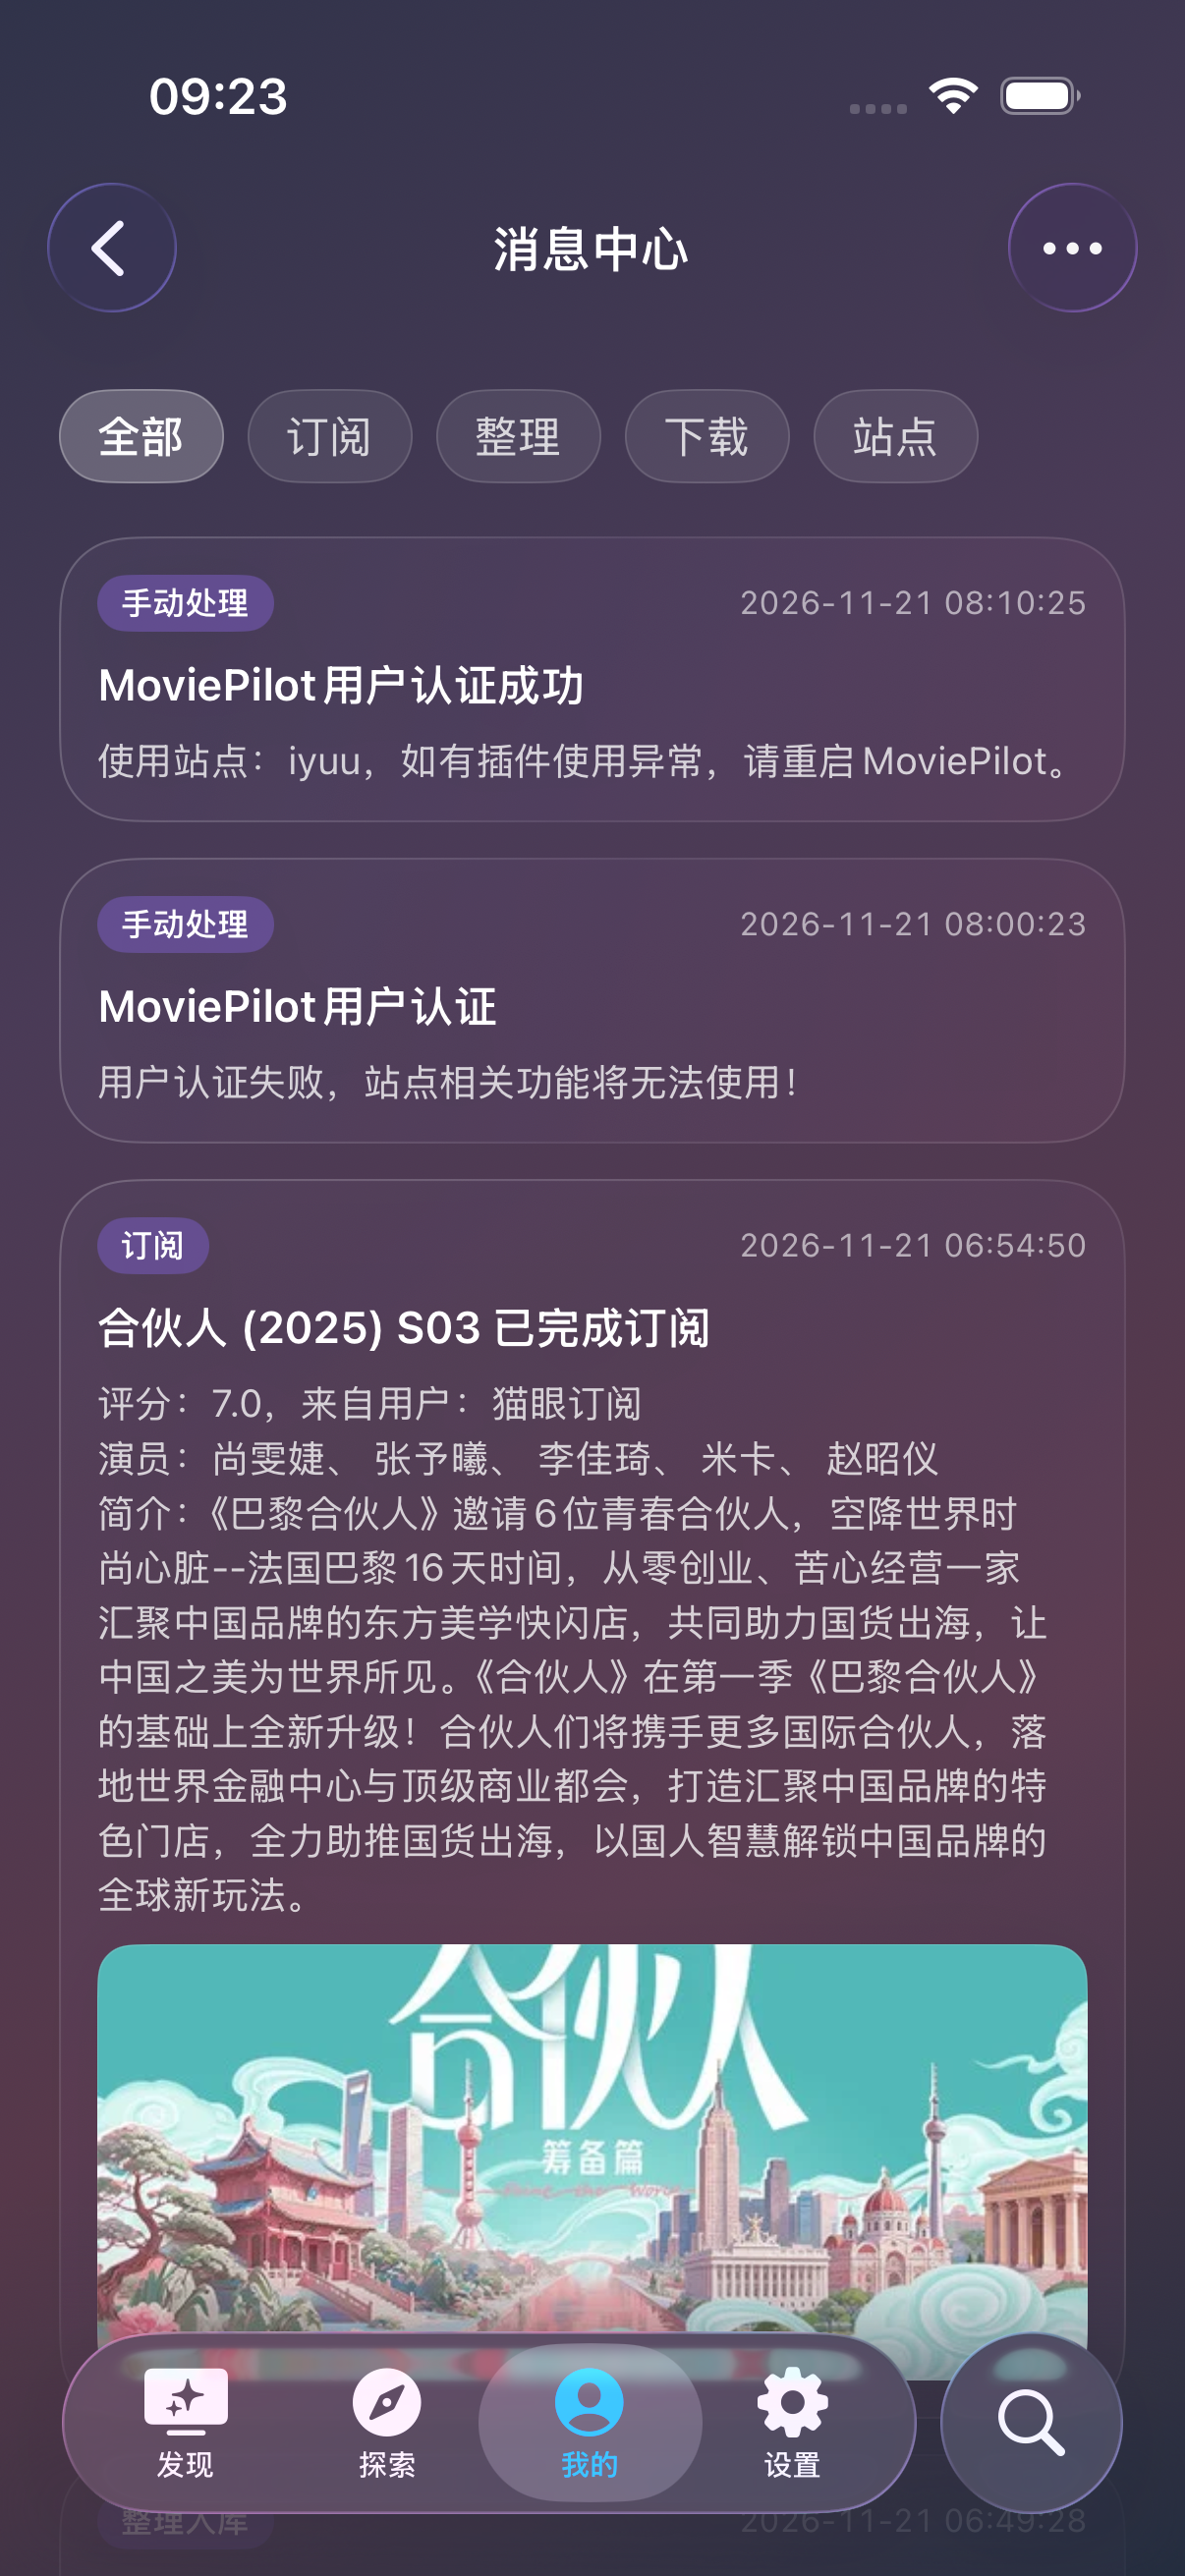 09:23
消息中心
全部
订阅
整理
下载
站点
手动处理
2026-11-21 08:10:25
MoviePilot用户认证成功
使用站点：iyuu，如有插件使用异常，请重启MoviePilot。
手动处理
2026-11-21 08:00:23
MoviePilot用户认证
用户认证失败，站点相关功能将无法使用！
订阅
2026-11-21 06:54:50
合伙人 (2025) S03 已完成订阅
评分：7.0，来自用户：猫眼订阅
演员：尚雯婕、 张予曦、 李佳琦、 米卡、 赵昭仪
简介：《巴黎合伙人》邀请6位青春合伙人，空降世界时
尚心脏--法国巴黎16天时间，从零创业、苦心经营一家
汇聚中国品牌的东方美学快闪店，共同助力国货出海，让
中国之美为世界所见。《合伙人》在第一季《巴黎合伙人》
的基础上全新升级！合伙人们将携手更多国际合伙人，落
地世界金融中心与顶级商业都会，打造汇聚中国品牌的特
色门店，全力助推国货出海，以国人智慧解锁中国品牌的
全球新玩法。
合伙人
筹备篇
发现
探索
我的
设置
整理入库
2026-11-21 06:49:28